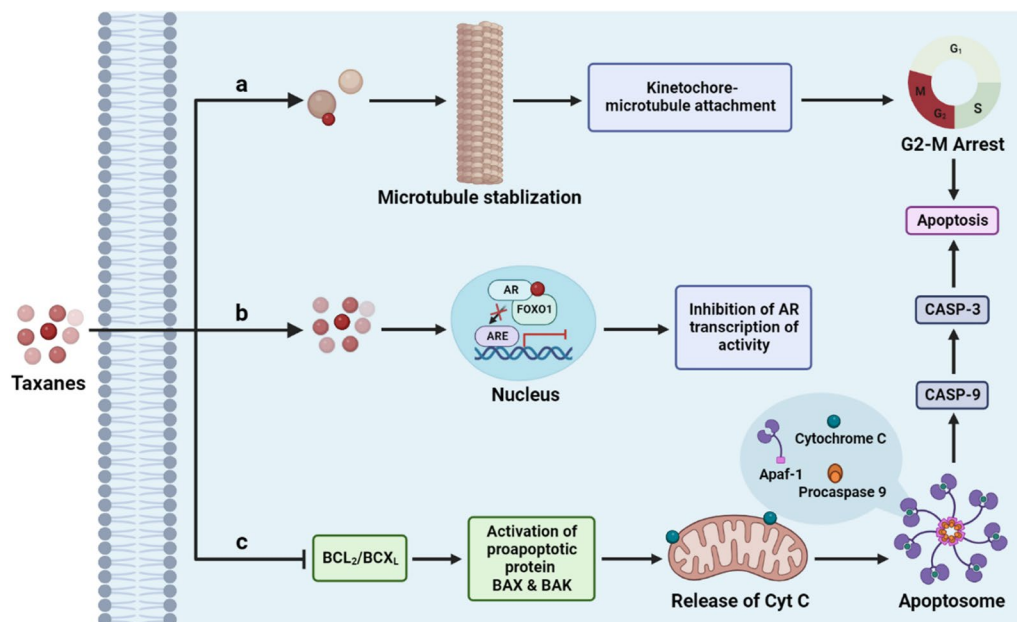 a
Microtubule stablization
Kinetochore-
microtubule attachment
G₁
S
G₂
M
G2-M Arrest
Apoptosis
Taxanes
b
AR
FOXO1
ARE
Nucleus
Inhibition of AR
transcription of
activity
CASP-3
CASP-9
Cytochrome C
Apaf-1
Procaspase 9
c
BCL₂/BCXL
Activation of
proapoptotic
protein
BAX & BAK
Release of Cyt C
Apoptosome